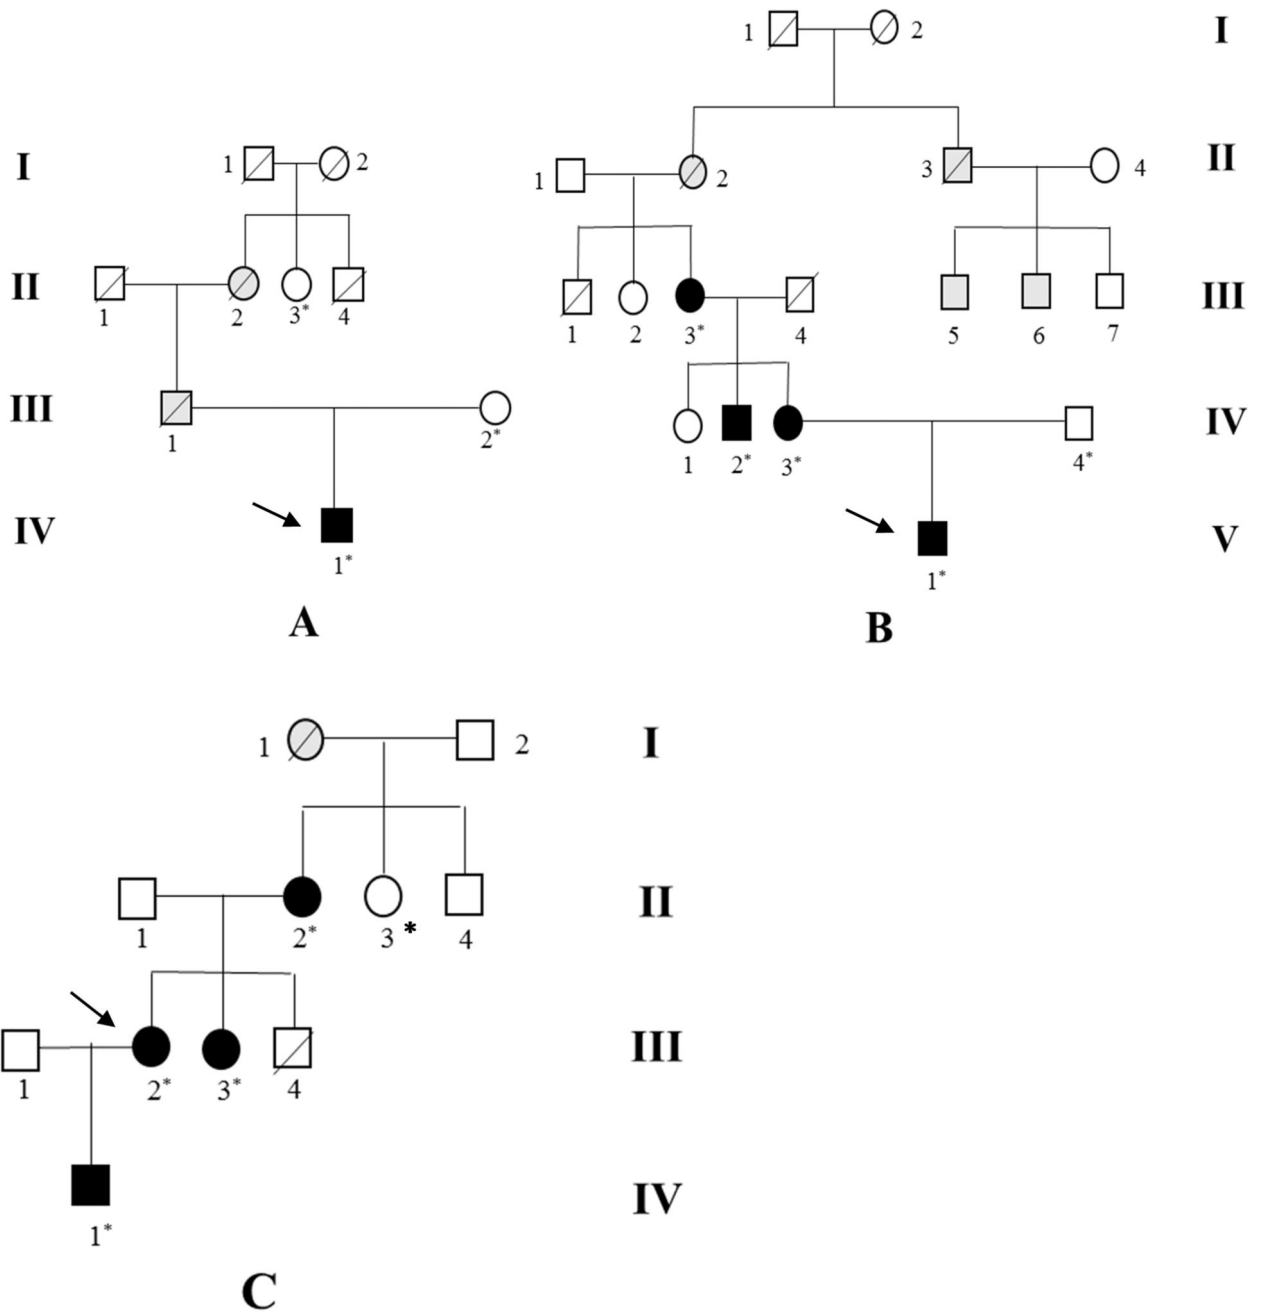 1 2 I
I 1 2
1 2 3 4 II
II 1 2 3* 4
1 2 3* 4 5 6 7 III
III 1 2*
1 2* 3* 4* IV
IV 1*
1* V
A B
1 2 I
1 2* 3 * 4 II
1 2* 3* 4 III
1* IV
C